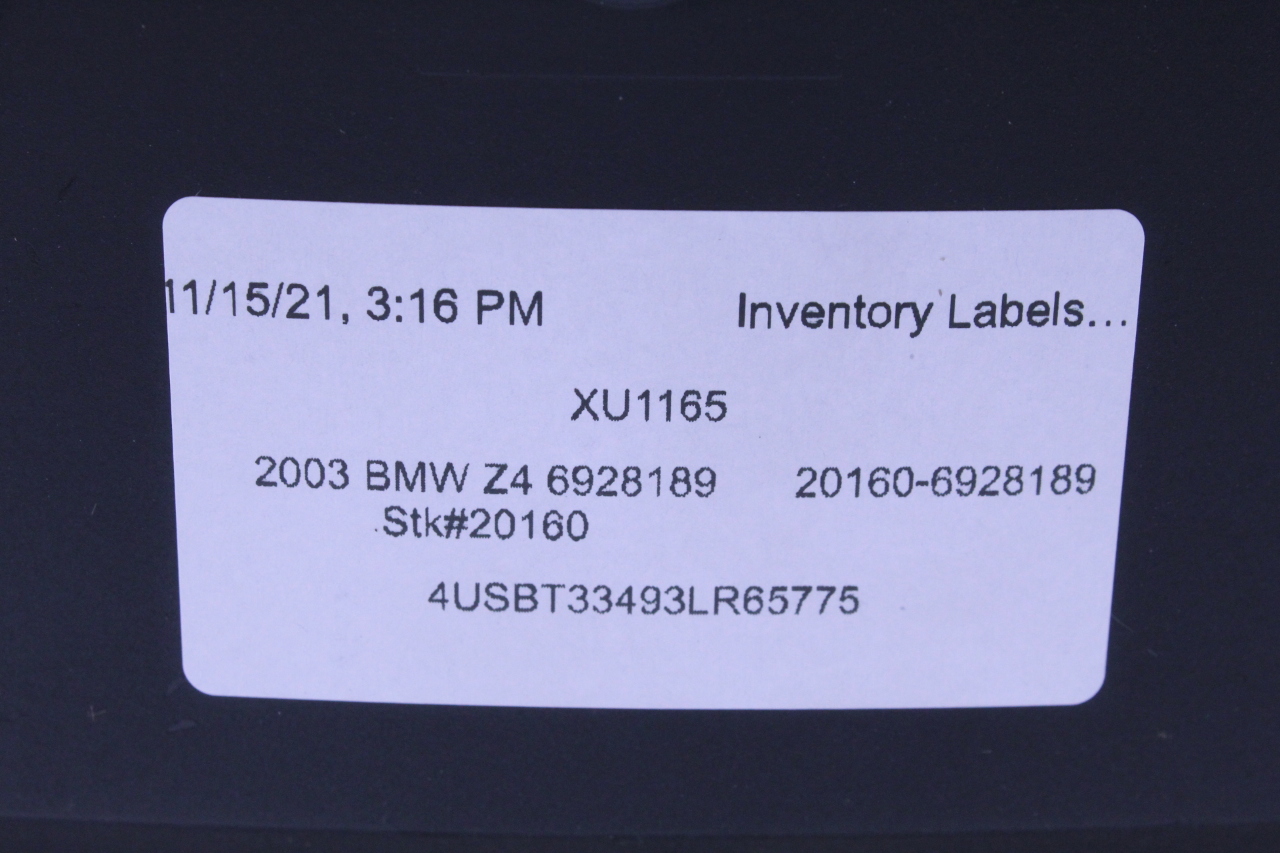 11/15/21, 3:16 PM Inventory Labels...
XU1165
2003 BMW Z4 6928189 20160-6928189
Stk#20160
4USBT33493LR65775